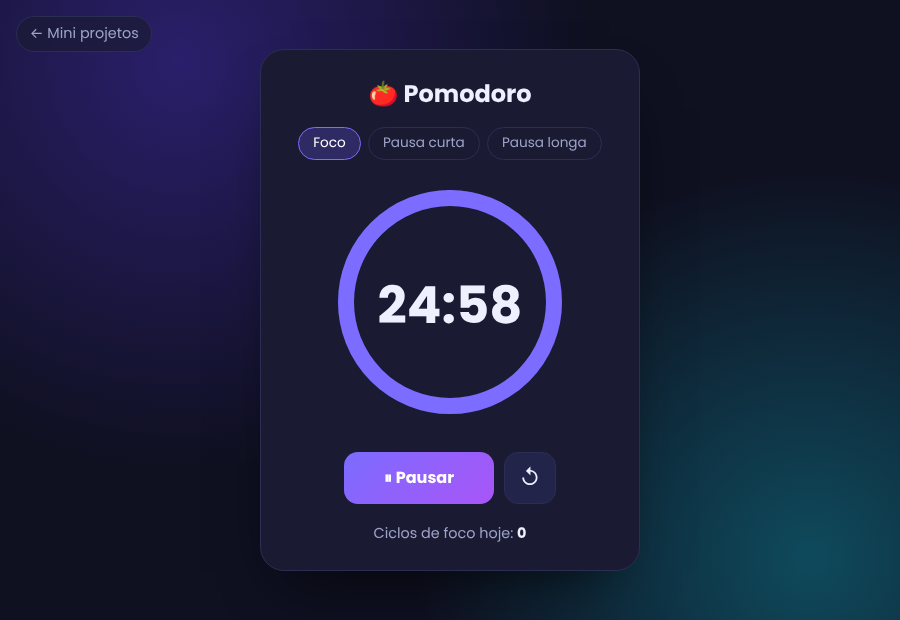 ← Mini projetos
🍅 Pomodoro
Foco
Pausa curta
Pausa longa
24:58
⏸ Pausar
Ciclos de foco hoje: 0